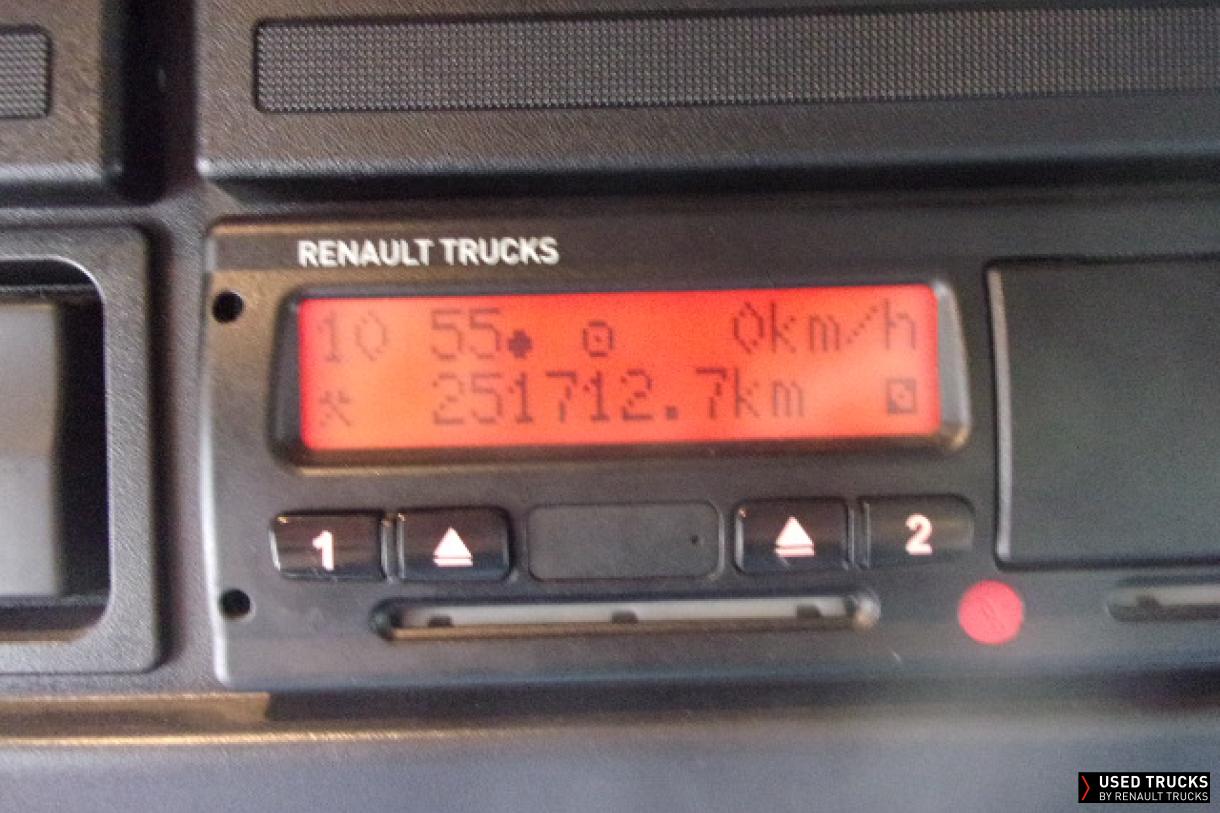 RENAULT TRUCKS
10 55 0km/h
251712.7km
1 2
USED TRUCKS
BY RENAULT TRUCKS